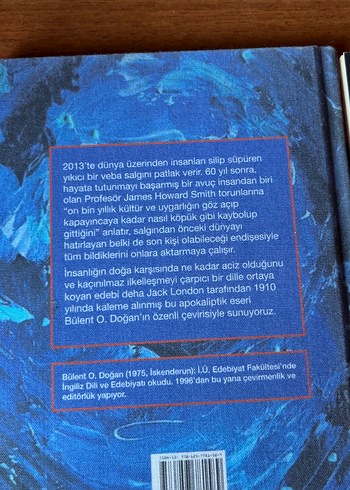 2013'te dünya üzerinden insanları silip süpüren
yıkıcı bir veba salgını patlak verir. 60 yıl sonra,
hayata tutunmayı başarmış bir avuç insandan biri
olan Profesör James Howard Smith torunlarına
"on bin yıllık kültür ve uygarlığın göz açıp
kapayıncaya kadar nasıl köpük gibi kaybolup
gittiğini" anlatır, salgından önceki dünyayı
hatırlayan belki de son kişi olabileceği endişesiyle
tüm bildiklerini onlara aktarmaya çalışır.
İnsanlığın doğa karşısında ne kadar aciz olduğunu
ve kaçınılmaz ilkelleşmeyi çarpıcı bir dille ortaya
koyan edebi deha Jack London tarafından 1910
yılında kaleme alınmış bu apokaliptik eseri
Bülent O. Doğan'ın özenli çevirisiyle sunuyoruz.
Bülent O. Doğan (1975, İskenderun): İ.Ü. Edebiyat Fakültesi'nde
İngiliz Dili ve Edebiyatı okudu. 1996'dan bu yana çevirmenlik ve
editörlük yapıyor.